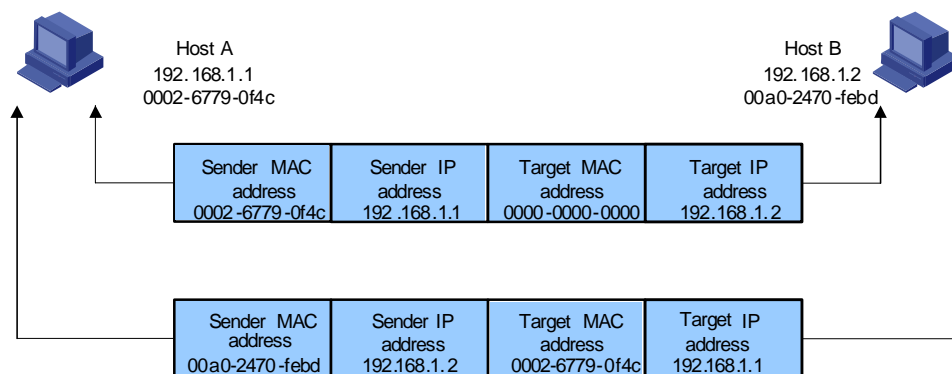 Host A
192.168.1.1
0002-6779-0f4c
Host B
192.168.1.2
00a0-2470-febd
Sender MAC
address
0002-6779-0f4c
Sender IP
address
192.168.1.1
Target MAC
address
0000-0000-0000
Target IP
address
192.168.1.2
Sender MAC
address
00a0-2470-febd
Sender IP
address
192.168.1.2
Target MAC
address
0002-6779-0f4c
Target IP
address
192.168.1.1